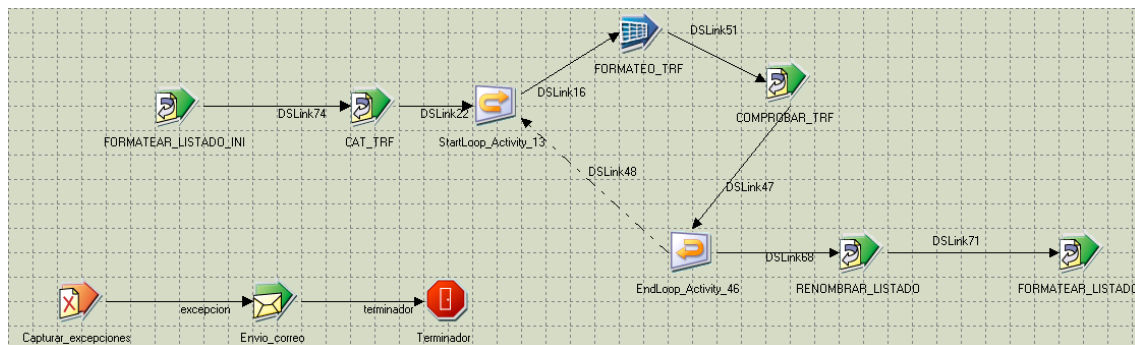 DSLink51
FORMATEO_TRF
DSLink16
COMPROBAR_TRF
DSLink74
DSLink22
FORMATEAR_LISTADO_INI
CAT_TRF
StartLoop_Activity_13
DSLink48
DSLink47
DSLink68
DSLink71
EndLoop_Activity_46
RENOMBRAR_LISTADO
FORMATEAR_LISTADO
excepcion
terminador
Capturar_excepciones
Envio_correo
Terminador